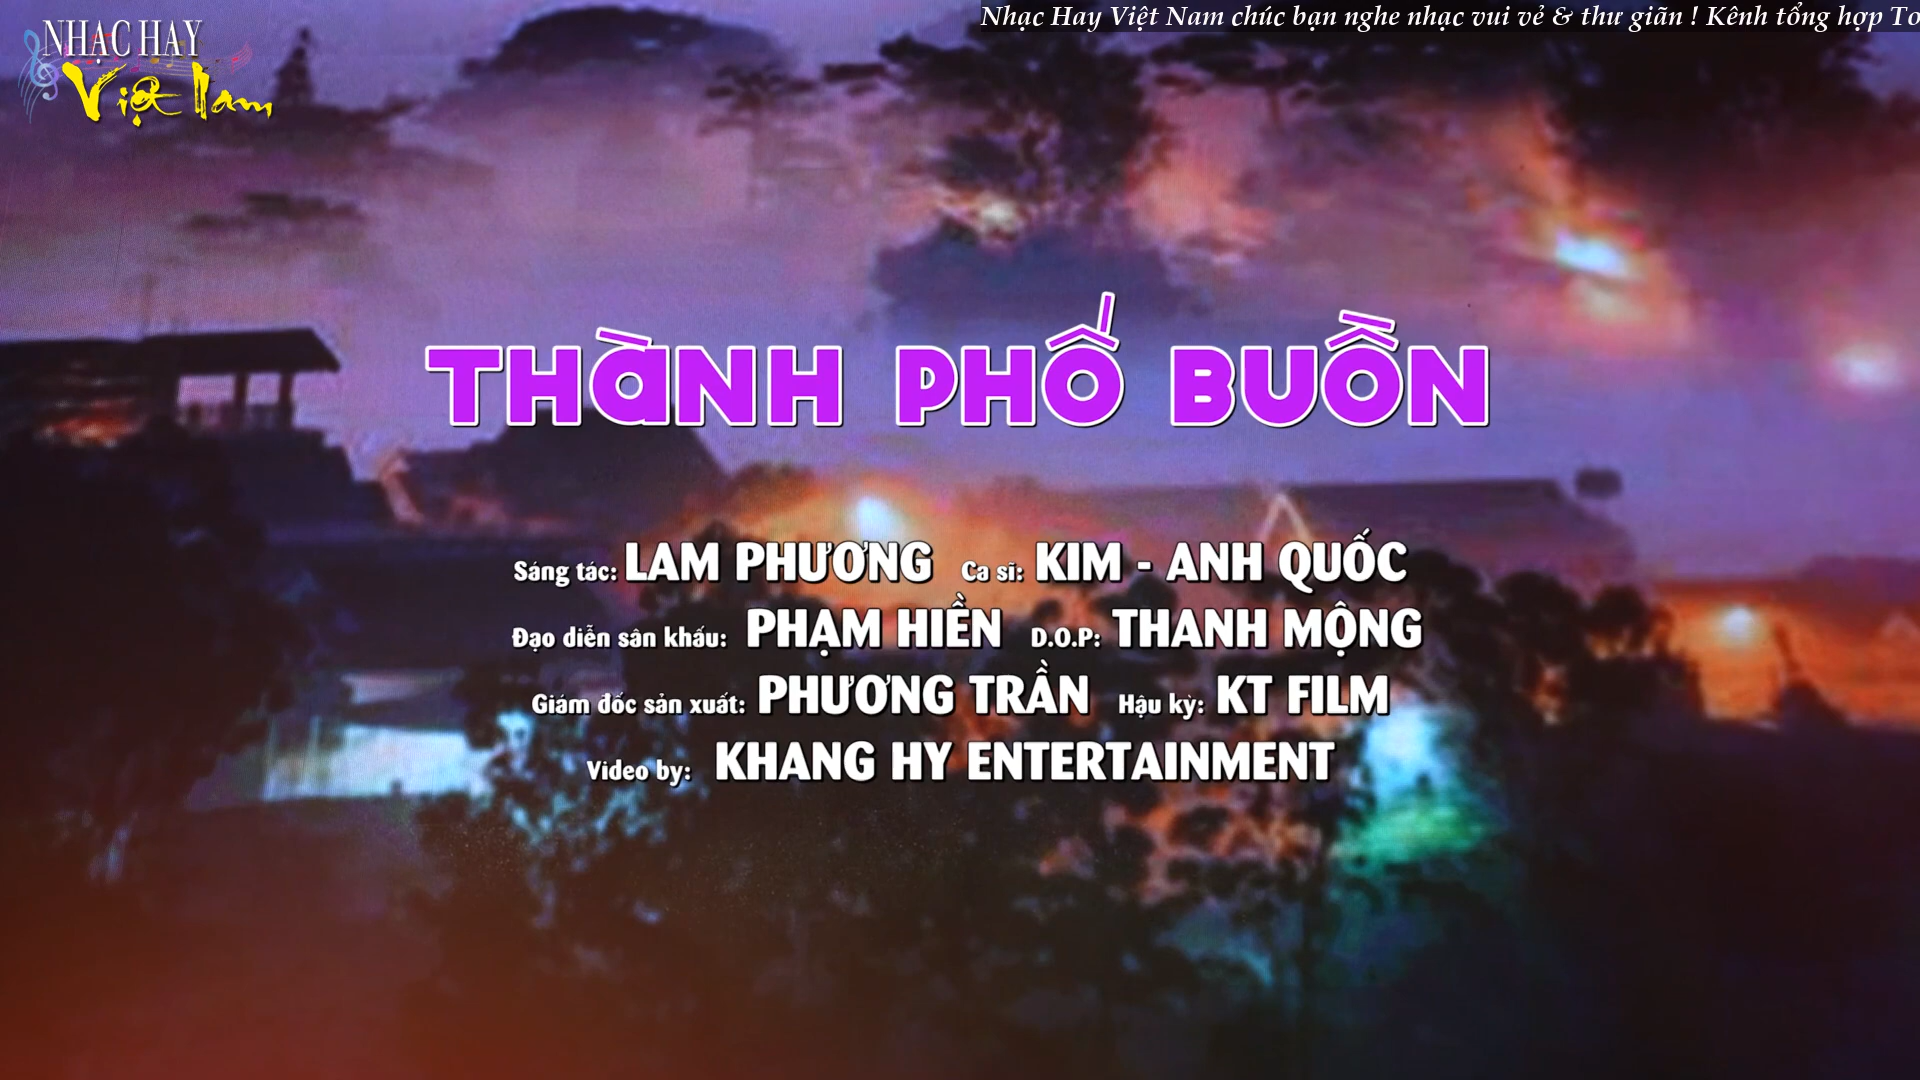 NHẠC HAY
Việt Nam
Nhạc Hay Việt Nam chúc bạn nghe nhạc vui vẻ & thư giãn ! Kênh tổng hợp To
THÀNH PHỐ BUỒN
Sáng tác: LAM PHƯƠNG Ca sĩ: KIM - ANH QUỐC
Đạo diễn sân khấu: PHẠM HIỀN D.O.P: THANH MỘNG
Giám đốc sản xuất: PHƯƠNG TRẦN Hậu kỳ: KT FILM
Video by: KHANG HY ENTERTAINMENT